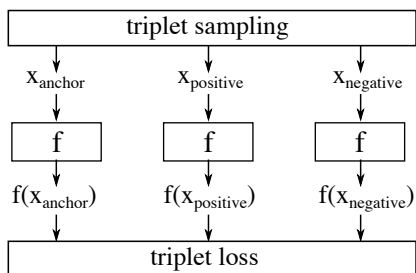 triplet sampling
x_anchor x_positive x_negative
f f f
f(x_anchor) f(x_positive) f(x_negative)
triplet loss